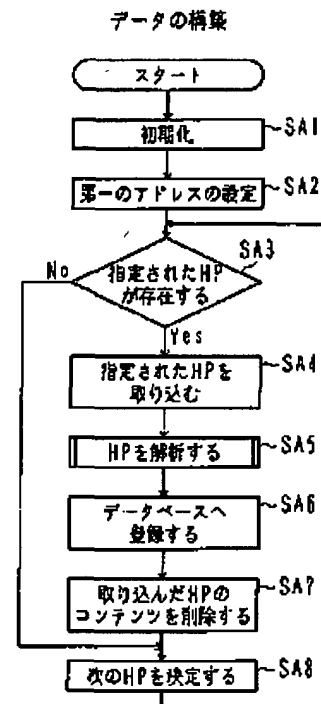 データの構築
スタート
初期化
SA1
第一のアドレスの設定
SA2
SA3
No
指定されたHP
が存在する
Yes
指定されたHPを
取り込む
SA4
HPを解析する
SA5
データベースへ
登録する
SA6
取り込んだHPの
コンテンツを削除する
SA7
次のHPを決定する
SA8